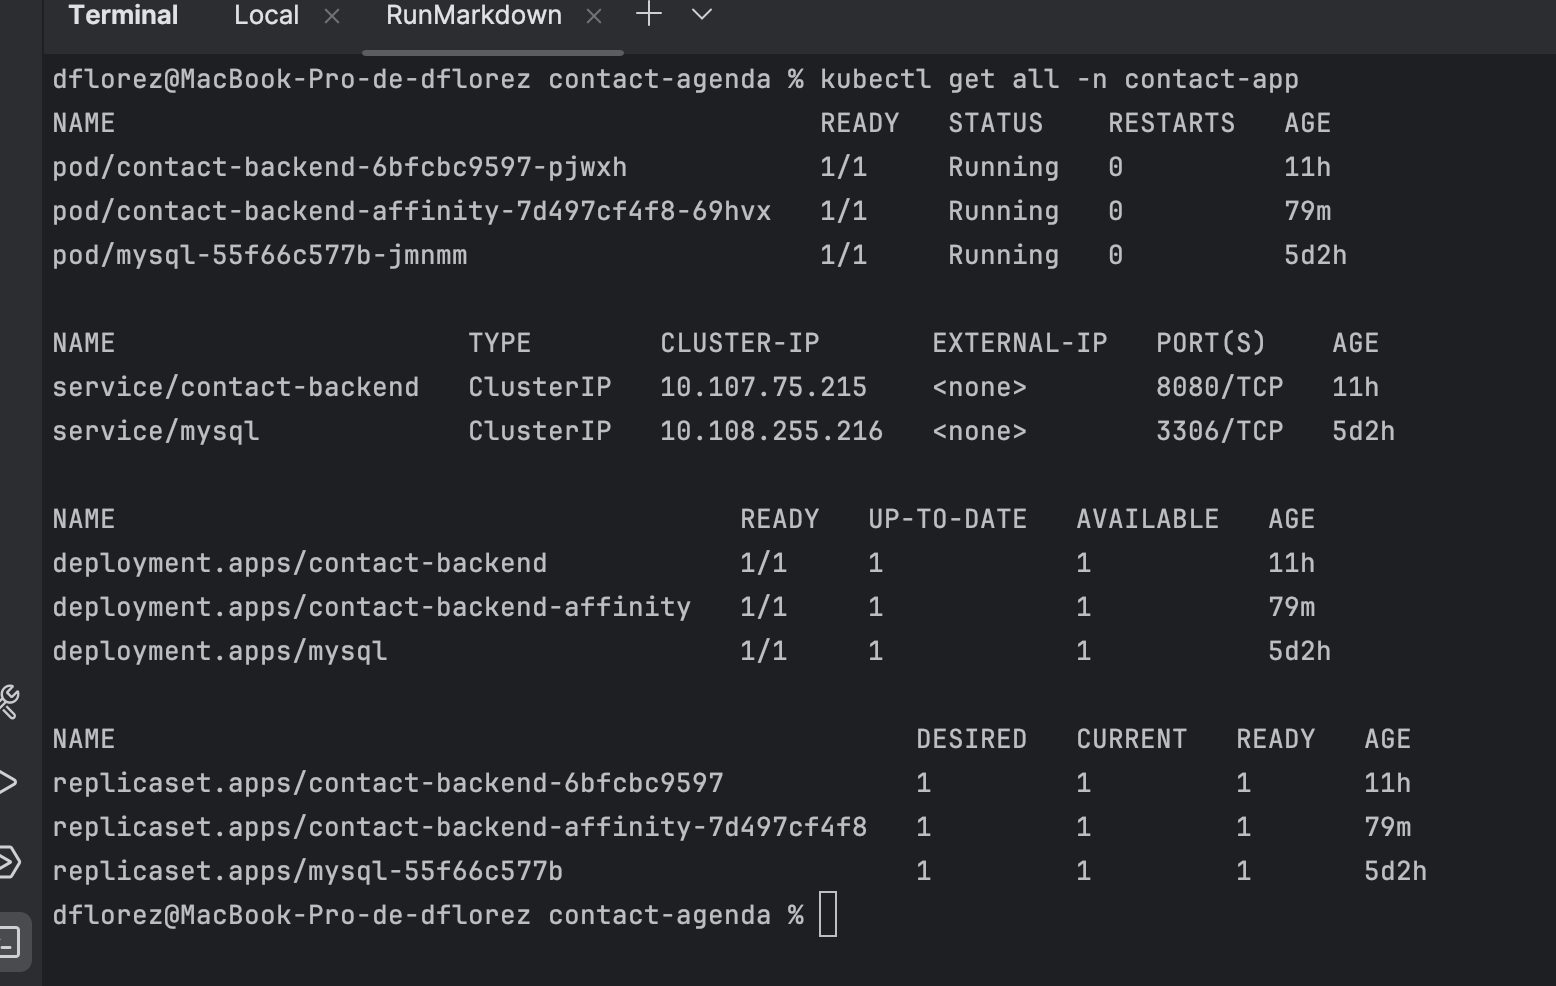 Terminal Local RunMarkdown
dflorez@MacBook-Pro-de-dflorez contact-agenda % kubectl get all -n contact-app
NAME READY STATUS RESTARTS AGE
pod/contact-backend-6bfcbc9597-pjwxh 1/1 Running 0 11h
pod/contact-backend-affinity-7d497cf4f8-69hvx 1/1 Running 0 79m
pod/mysql-55f66c577b-jmnmm 1/1 Running 0 5d2h
NAME TYPE CLUSTER-IP EXTERNAL-IP PORT(S) AGE
service/contact-backend ClusterIP 10.107.75.215 <none> 8080/TCP 11h
service/mysql ClusterIP 10.108.255.216 <none> 3306/TCP 5d2h
NAME READY UP-TO-DATE AVAILABLE AGE
deployment.apps/contact-backend 1/1 1 1 11h
deployment.apps/contact-backend-affinity 1/1 1 1 79m
deployment.apps/mysql 1/1 1 1 5d2h
NAME DESIRED CURRENT READY AGE
replicaset.apps/contact-backend-6bfcbc9597 1 1 1 11h
replicaset.apps/contact-backend-affinity-7d497cf4f8 1 1 1 79m
replicaset.apps/mysql-55f66c577b 1 1 1 5d2h
dflorez@MacBook-Pro-de-dflorez contact-agenda %